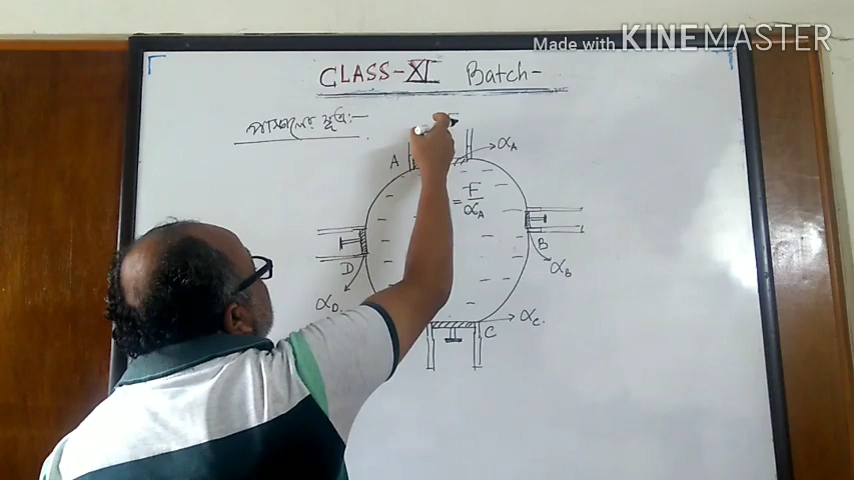 Made with KINEMASTER
CLASS-XI Batch-
প্যাসকালের সূত্র:-
A
αA
= F/αA
B
αB
D
αD.
C
αC.